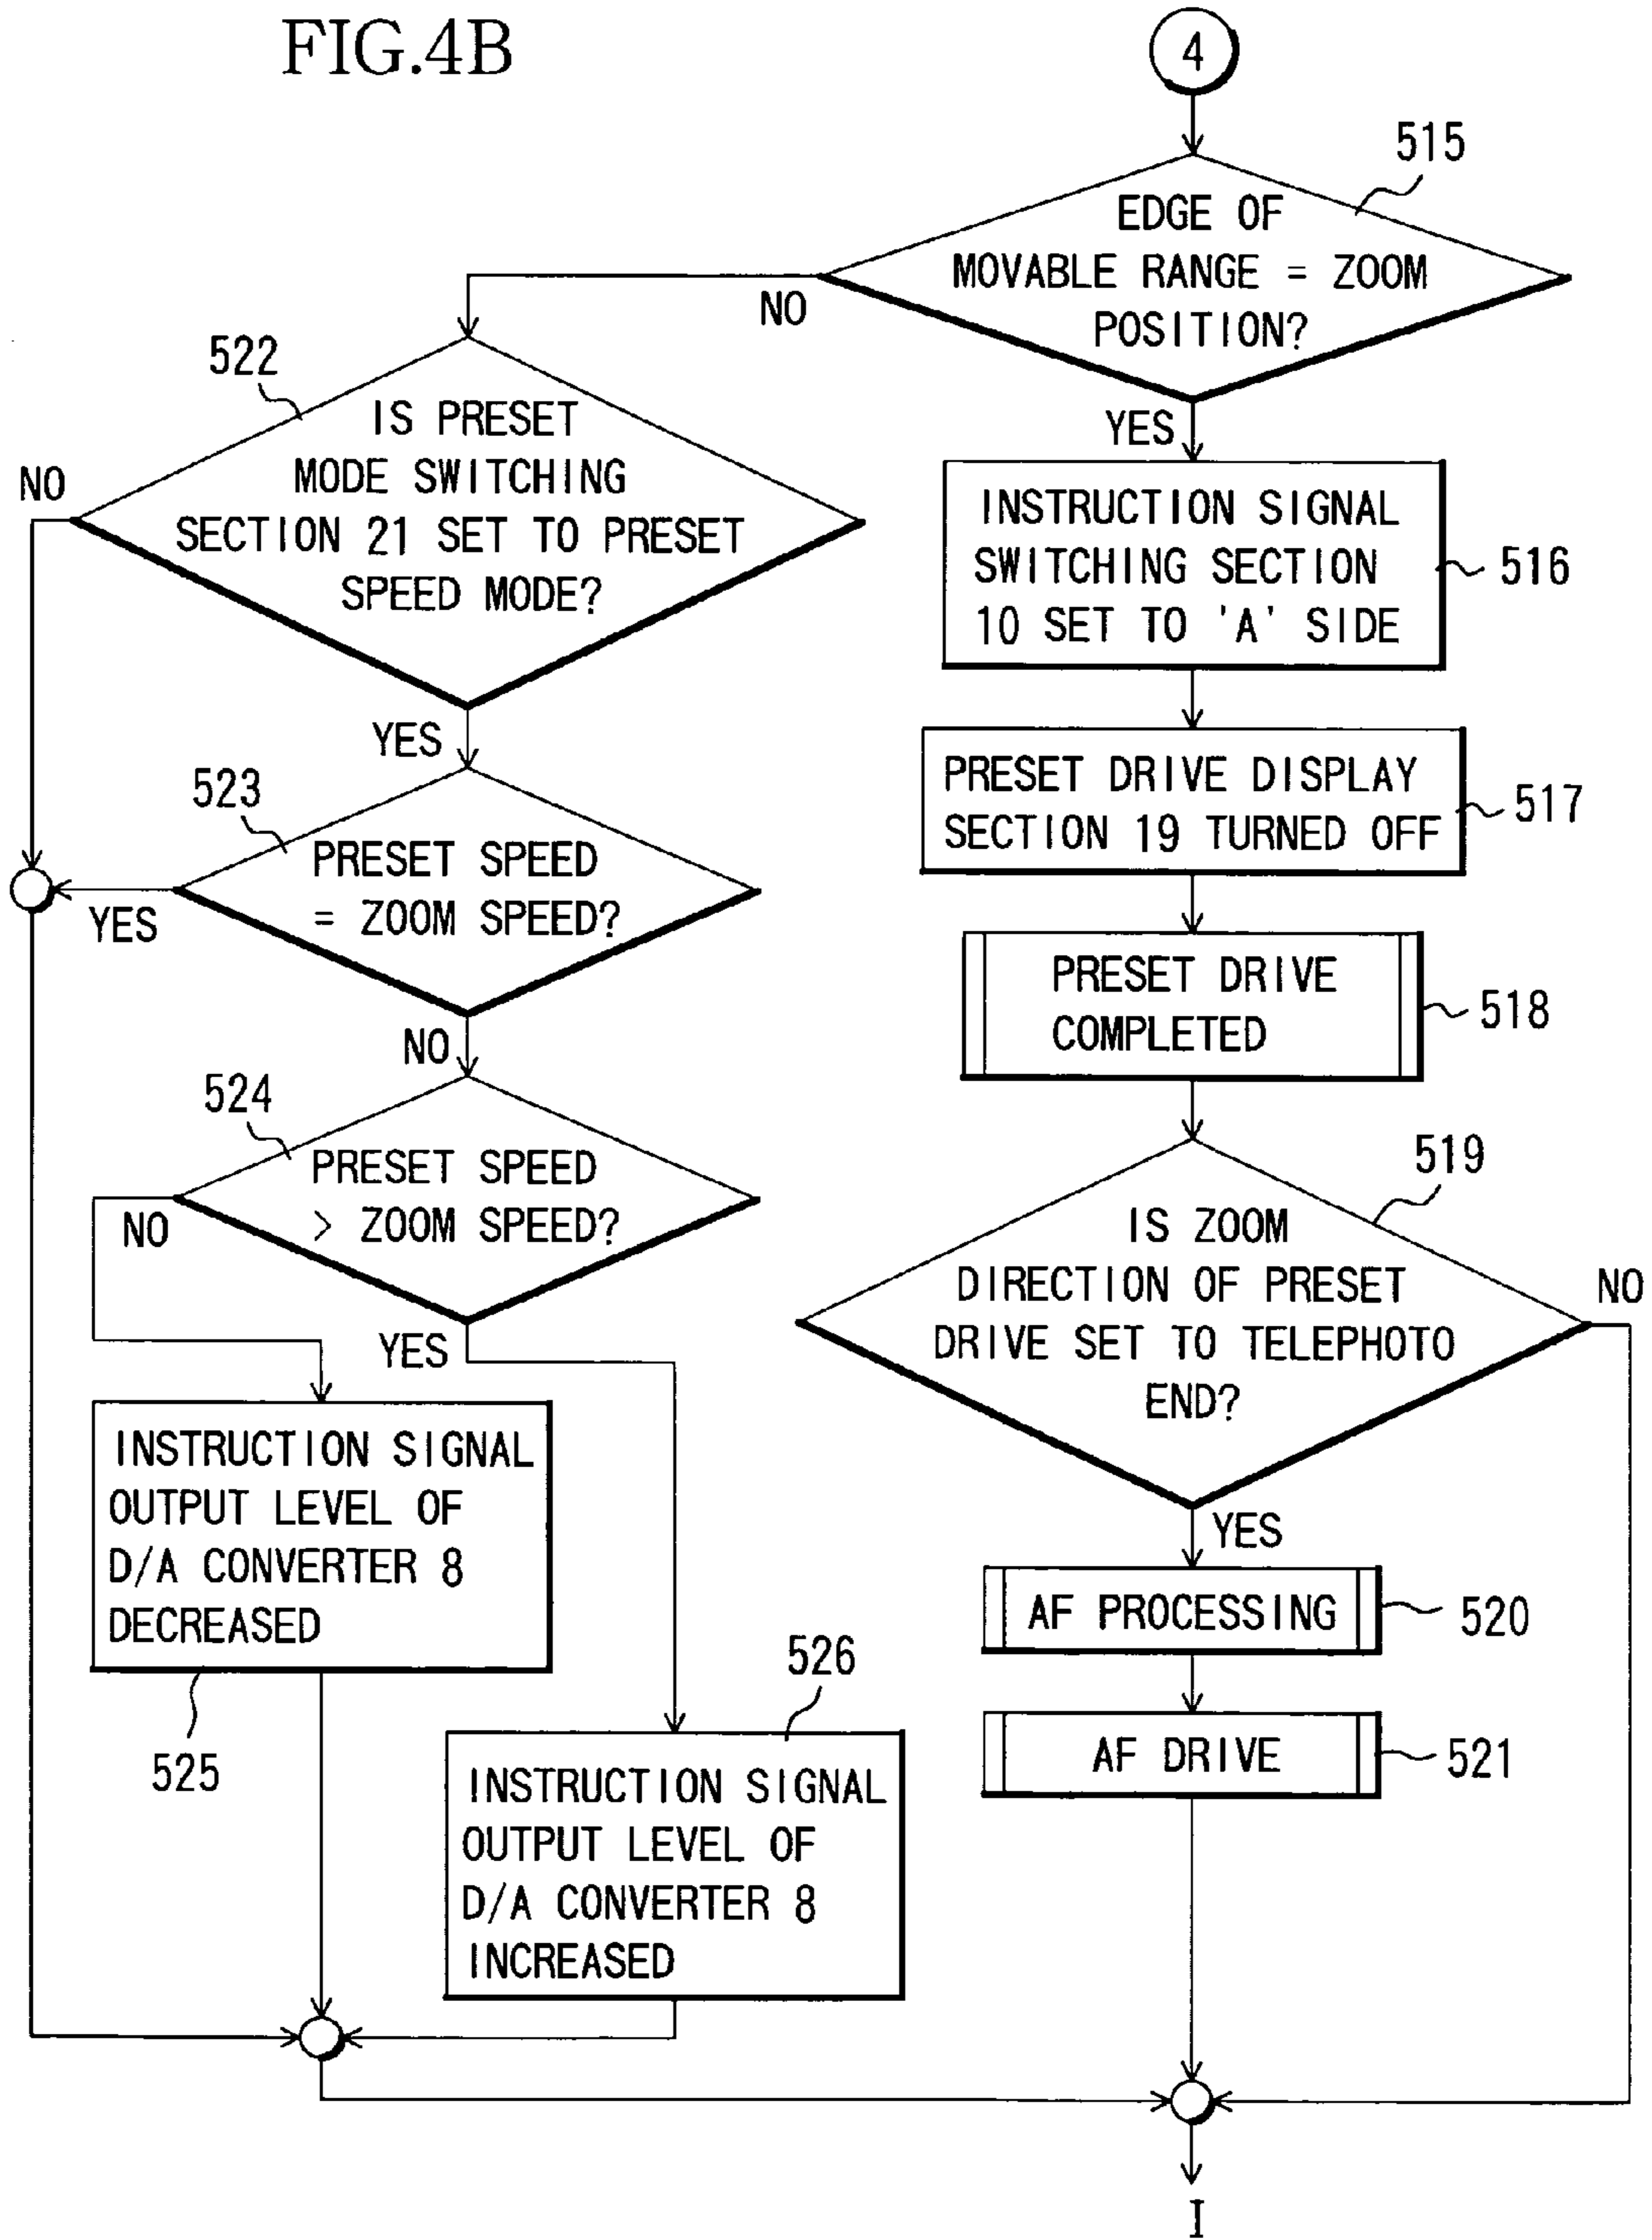 FIG.4B
4
515
EDGE OF
MOVABLE RANGE = ZOOM
POSITION?
NO
YES
522
IS PRESET
MODE SWITCHING
SECTION 21 SET TO PRESET
SPEED MODE?
NO
YES
INSTRUCTION SIGNAL
SWITCHING SECTION
10 SET TO 'A' SIDE
516
PRESET DRIVE DISPLAY
SECTION 19 TURNED OFF
517
523
PRESET SPEED
= ZOOM SPEED?
YES
NO
PRESET DRIVE
COMPLETED
518
524
PRESET SPEED
> ZOOM SPEED?
NO
YES
519
IS ZOOM
DIRECTION OF PRESET
DRIVE SET TO TELEPHOTO
END?
NO
YES
INSTRUCTION SIGNAL
OUTPUT LEVEL OF
D/A CONVERTER 8
DECREASED
525
526
INSTRUCTION SIGNAL
OUTPUT LEVEL OF
D/A CONVERTER 8
INCREASED
AF PROCESSING
520
AF DRIVE
521
I